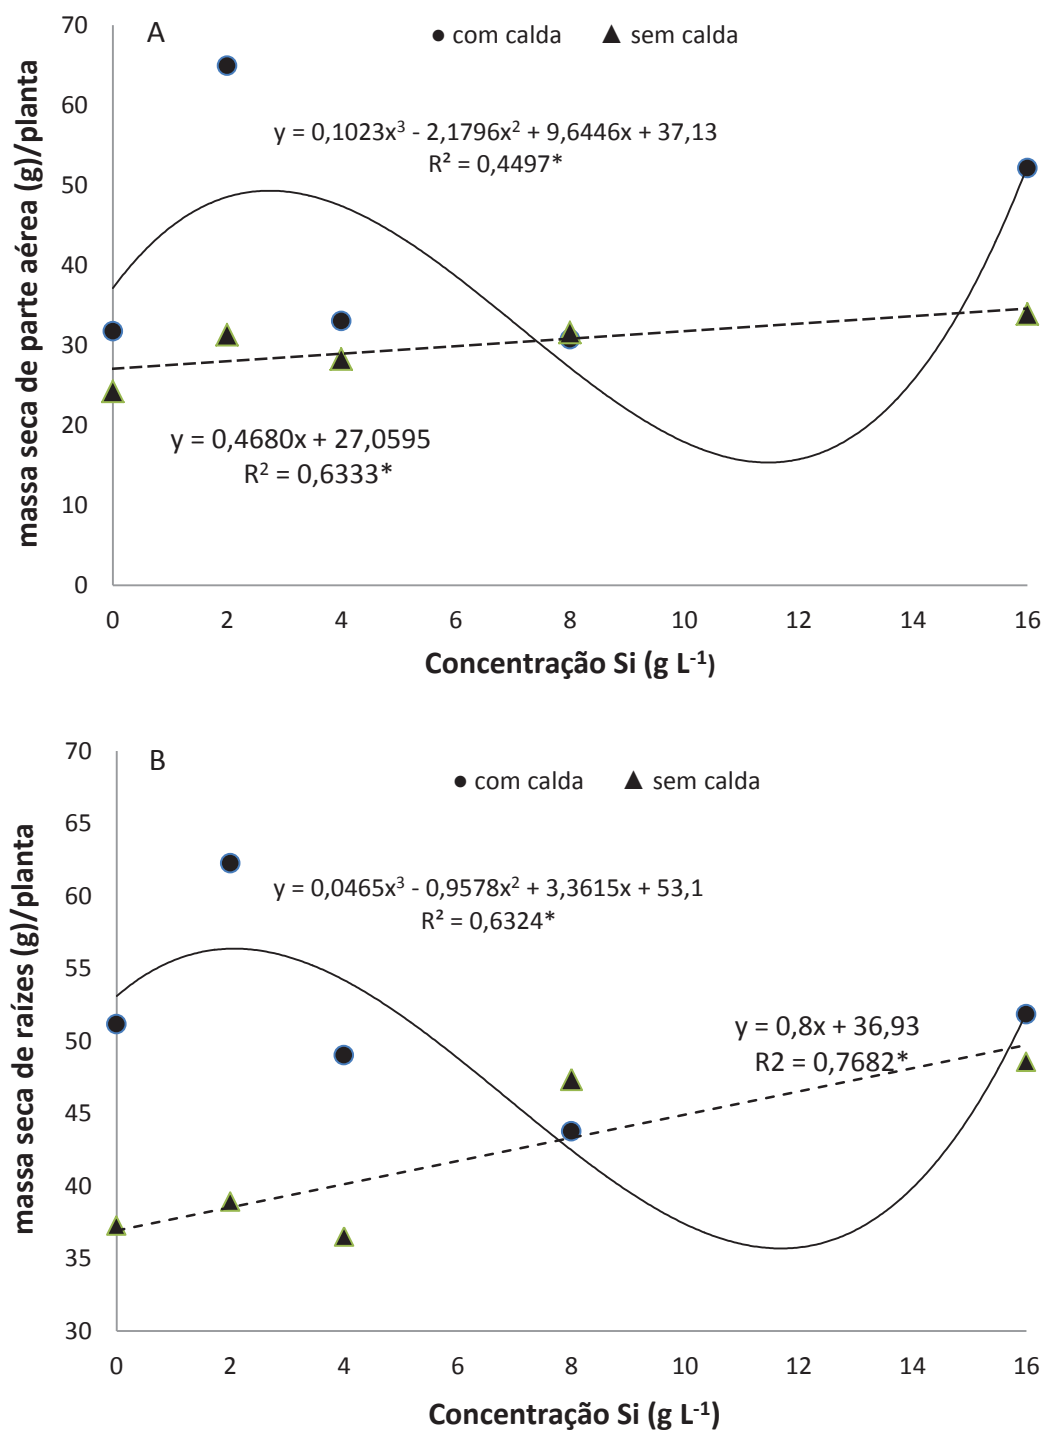 A
● com calda ▲ sem calda
y = 0,1023x³ - 2,1796x² + 9,6446x + 37,13
R² = 0,4497*
y = 0,4680x + 27,0595
R² = 0,6333*
massa seca de parte aérea (g)/planta
70
60
50
40
30
20
10
0
0 2 4 6 8 10 12 14 16
Concentração Si (g L⁻¹)
B
● com calda ▲ sem calda
y = 0,0465x³ - 0,9578x² + 3,3615x + 53,1
R² = 0,6324*
y = 0,8x + 36,93
R2 = 0,7682*
massa seca de raízes (g)/planta
70
65
60
55
50
45
40
35
30
0 2 4 6 8 10 12 14 16
Concentração Si (g L⁻¹)